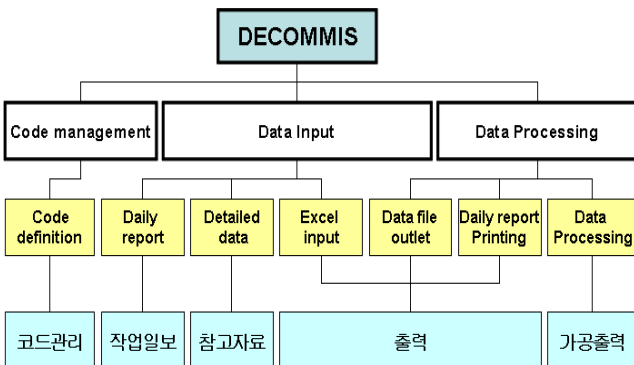 DECOMMIS
Code management
Data Input
Data Processing
Code
definition
Daily
report
Detailed
data
Excel
input
Data file
outlet
Daily report
Printing
Data
Processing
코드관리
작업일보
참고자료
출력
가공출력